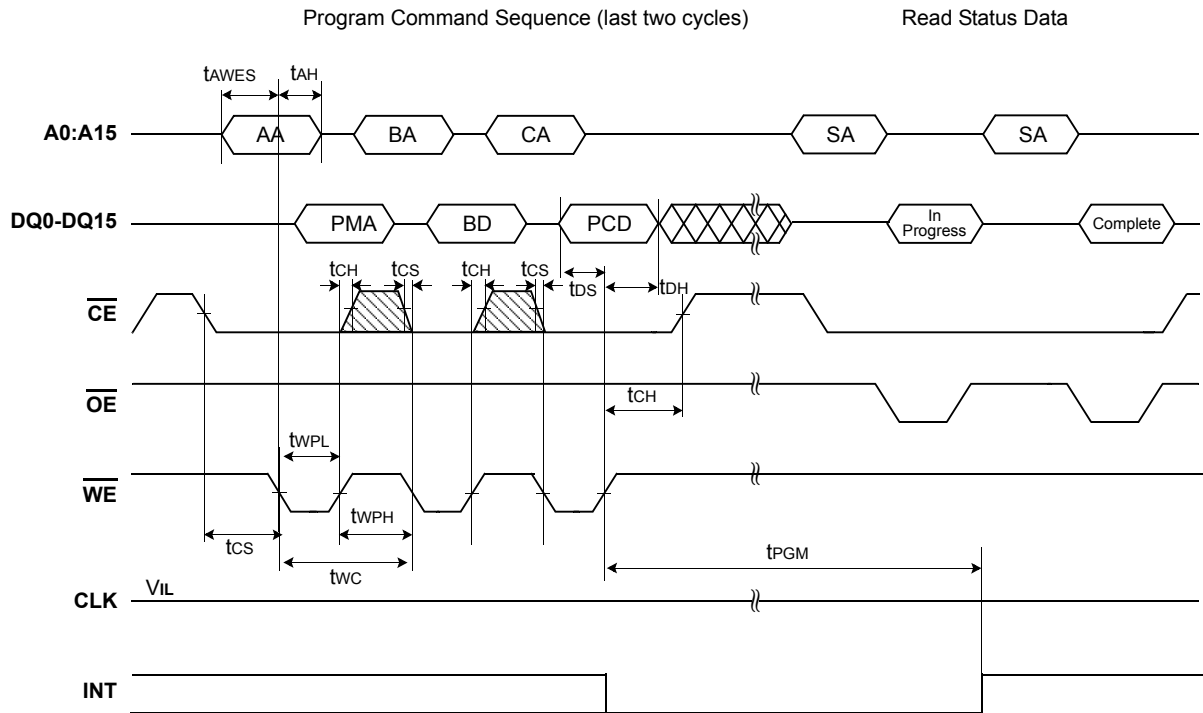 Program Command Sequence (last two cycles) Read Status Data
tAWES tAH
A0:A15 AA BA CA SA SA
DQ0-DQ15 PMA BD PCD In Progress Complete
tCH tCS tCH tCS tDS tDH
CE
OE tCH
tWPL
WE
tWPH
tCS tWC tPGM
CLK VIL
INT